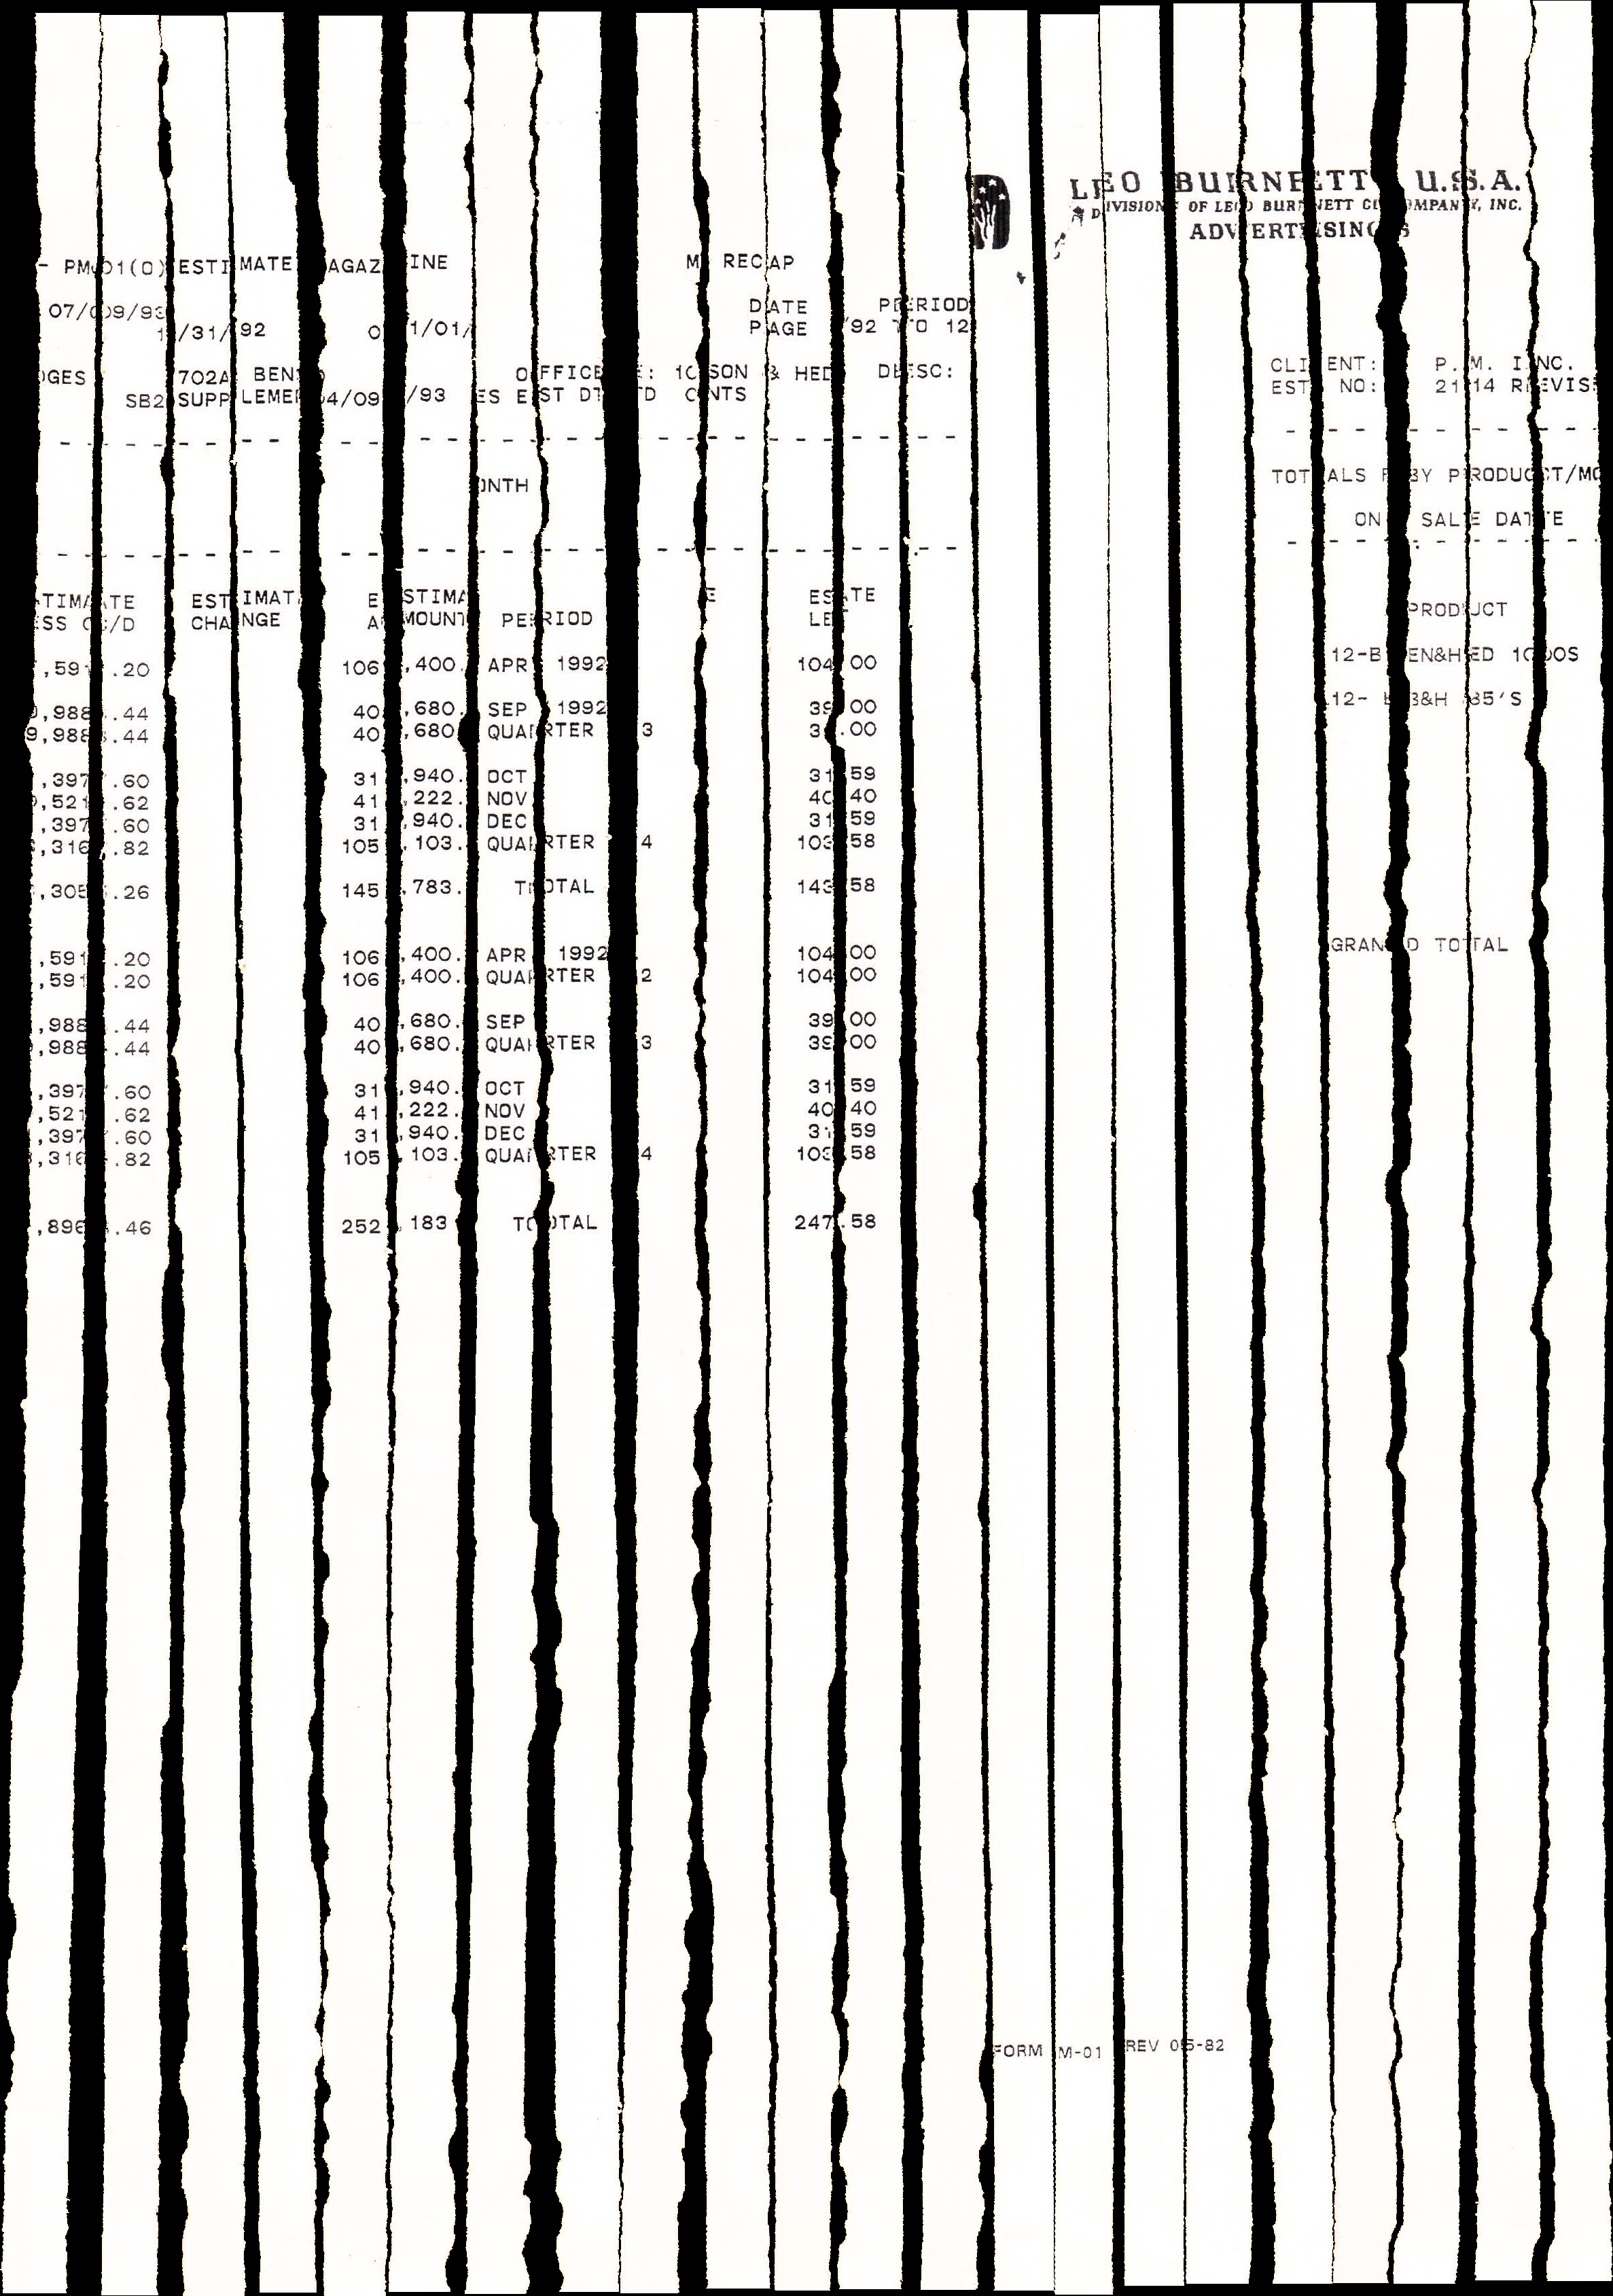 LEO BURNETT U.S.A.
DIVISION OF LEO BURNETT COMPANY, INC.
ADVERTISING
- PM01(0) ESTIMATE AGAZINE M RECAP
07/09/93 DATE PERIOD
/31/92 01/01/ PAGE /92 TO 12
OGES 702A BEN OFFICE: 10 SON & HED DESC: CLIENT: P.M. INC.
SB2 SUPPLEMEN 4/09/93 ES EST DT TD CNTS EST NO: 2114 REVIS
ONTH TOTALS BY PRODUCT/MO
ON SALE DATE
TIMATE ESTIMAT ESTIMA E ESTE
ESS C/D CHANGE AMOUNT PERIOD LE PRODUCT
,591.20 106,400. APR 1992 104 00 12-BEN&HED 100S
,988.44 40,680. SEP 1992 39 00 12- B&H 85'S
9,988.44 40,680 QUARTER 3 3 .00
,397.60 31,940. OCT 31 59
,521.62 41,222. NOV 40 40
,397.60 31,940. DEC 31 59
,316.82 105,103. QUARTER 4 103 58
,305.26 145,783. TOTAL 143 58
GRAND TOTAL
,591.20 106,400. APR 1992 104 00
,591.20 106,400. QUARTER 2 104 00
,988.44 40,680. SEP 39 00
,988.44 40,680. QUARTER 3 39 00
,397.60 31,940. OCT 31 59
,521.62 41,222. NOV 40 40
,397.60 31,940. DEC 31 59
,316.82 105,103. QUARTER 4 103 58
,896.46 252,183 TOTAL 247.58
FORM M-01 REV 05-82